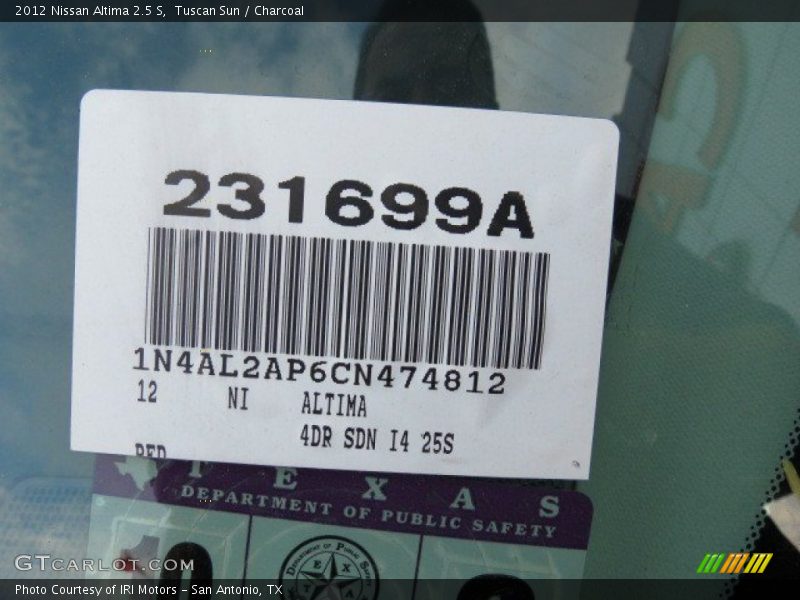 2012 Nissan Altima 2.5 S, Tuscan Sun / Charcoal
231699A
1N4AL2AP6CN474812
12 NI ALTIMA
4DR SDN I4 25S
RED
TEXAS
DEPARTMENT OF PUBLIC SAFETY
GTCARLOT.COM
Photo Courtesy of IRI Motors – San Antonio, TX